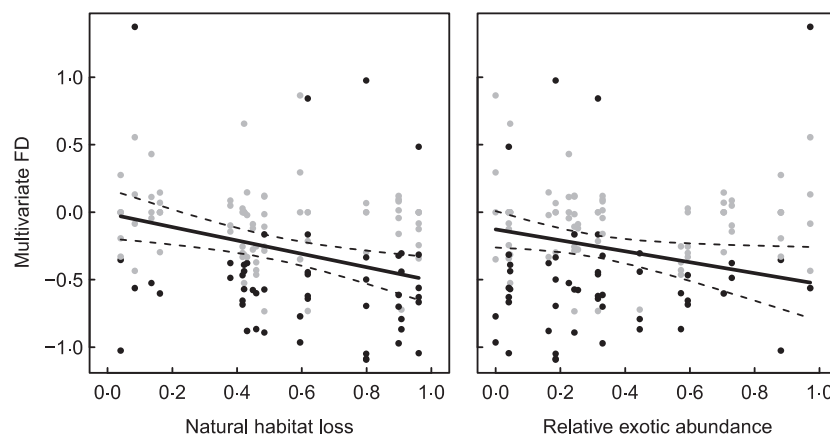 Multivariate FD
1·0
0·5
0·0
−0·5
−1·0
0·0 0·2 0·4 0·6 0·8 1·0
0·0 0·2 0·4 0·6 0·8 1·0
Natural habitat loss
Relative exotic abundance